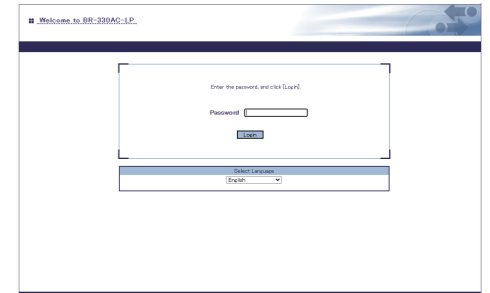 Welcome to BR-330AC-LP
Enter the password, and click [Login].
Password
Login
Select Language
English